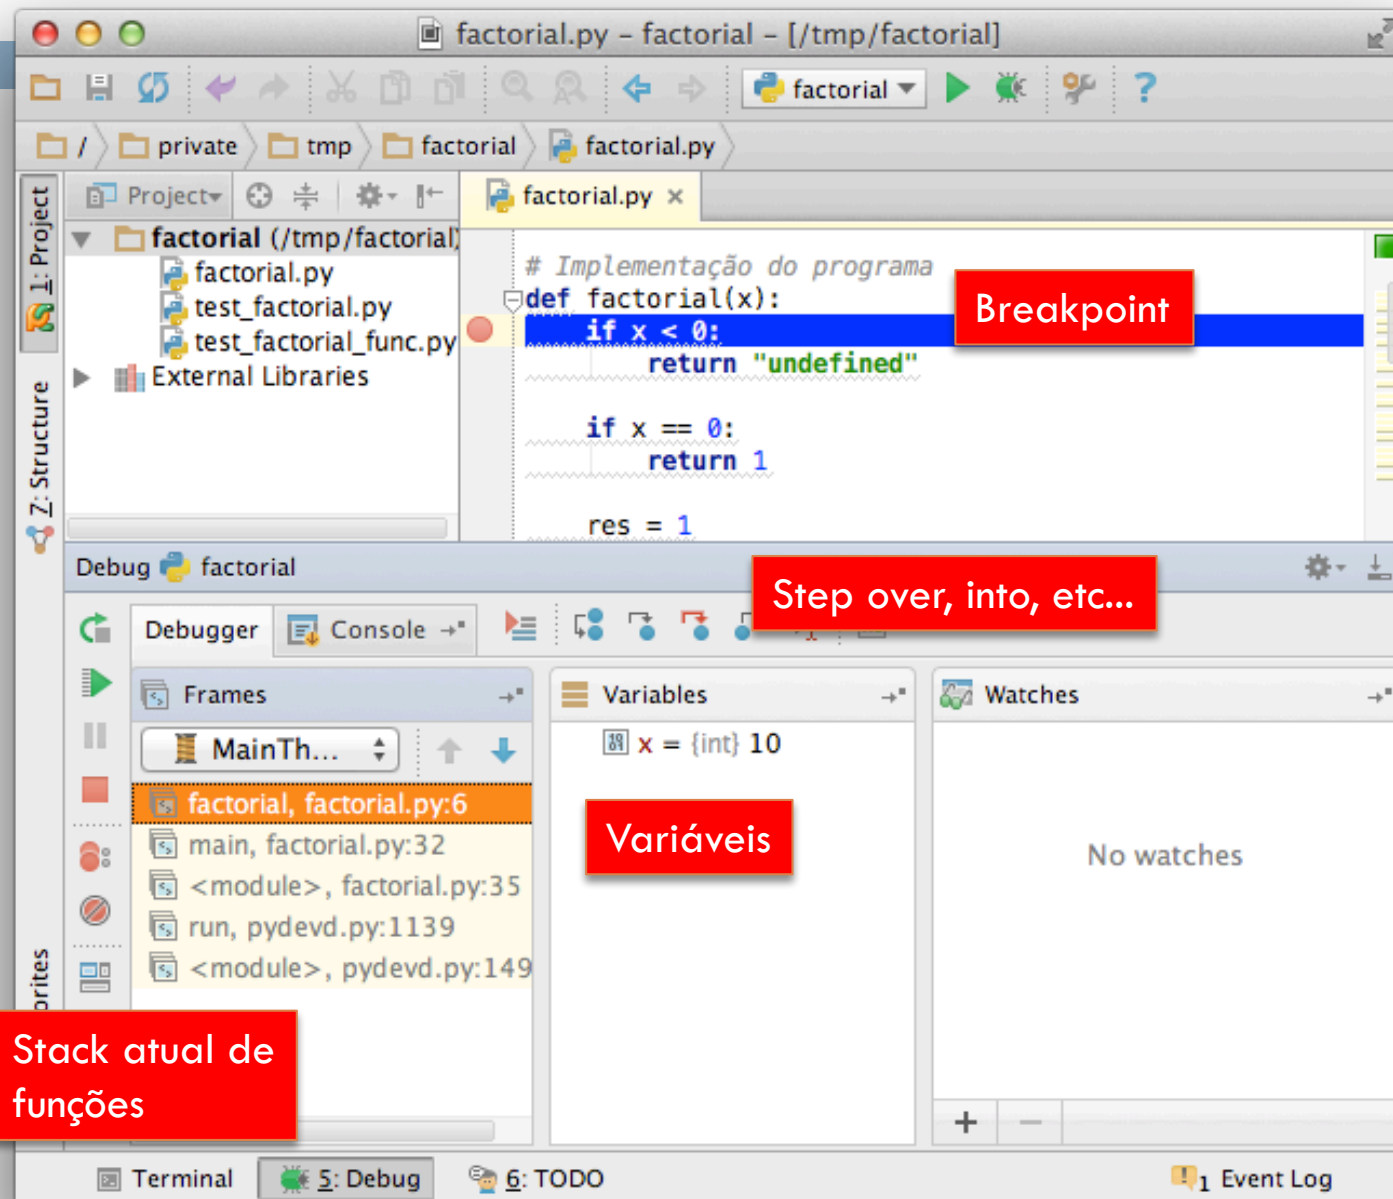 factorial.py – factorial – [/tmp/factorial]
factorial
?
/ private tmp factorial factorial.py
1: Project
Z: Structure
Project
factorial.py ×
factorial (/tmp/factorial)
factorial.py
test_factorial.py
test_factorial_func.py
External Libraries
# Implementação do programa
def factorial(x):
if x < 0:
return "undefined"
if x == 0:
return 1
res = 1
Breakpoint
Debug factorial
Step over, into, etc...
Debugger Console
Frames
Variables
Watches
MainTh...
x = {int} 10
factorial, factorial.py:6
main, factorial.py:32
<module>, factorial.py:35
run, pydevd.py:1139
<module>, pydevd.py:149
Variáveis
No watches
Stack atual de
funções
Terminal
5: Debug
6: TODO
1 Event Log